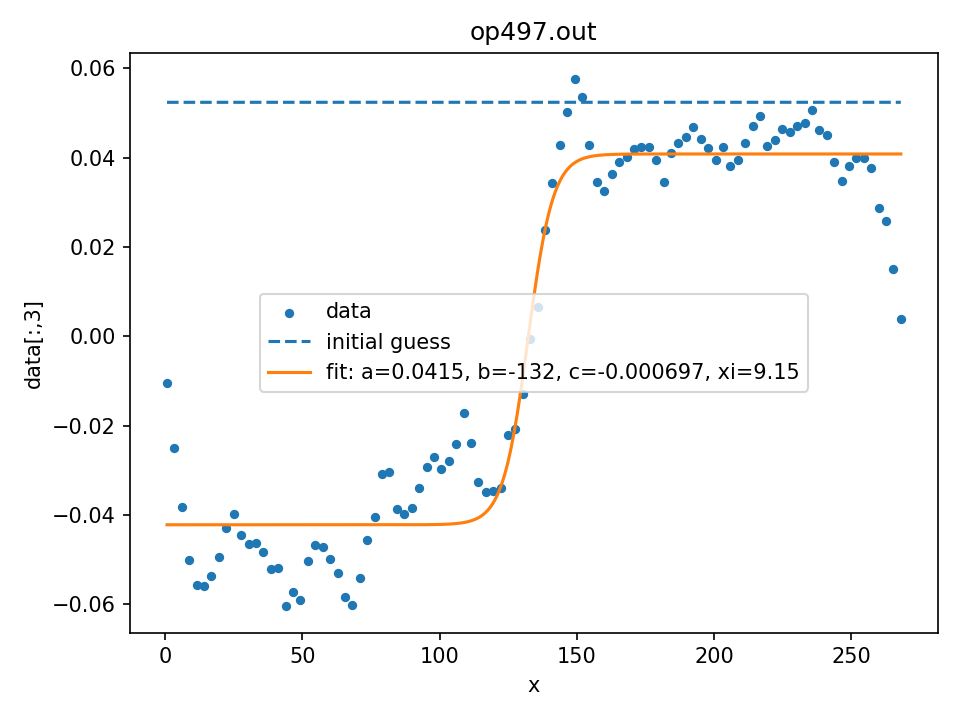 op497.out
0.06
0.04
0.02
0.00
−0.02
−0.04
−0.06
data[:,3]
data
initial guess
fit: a=0.0415, b=-132, c=-0.000697, xi=9.15
0 50 100 150 200 250
x